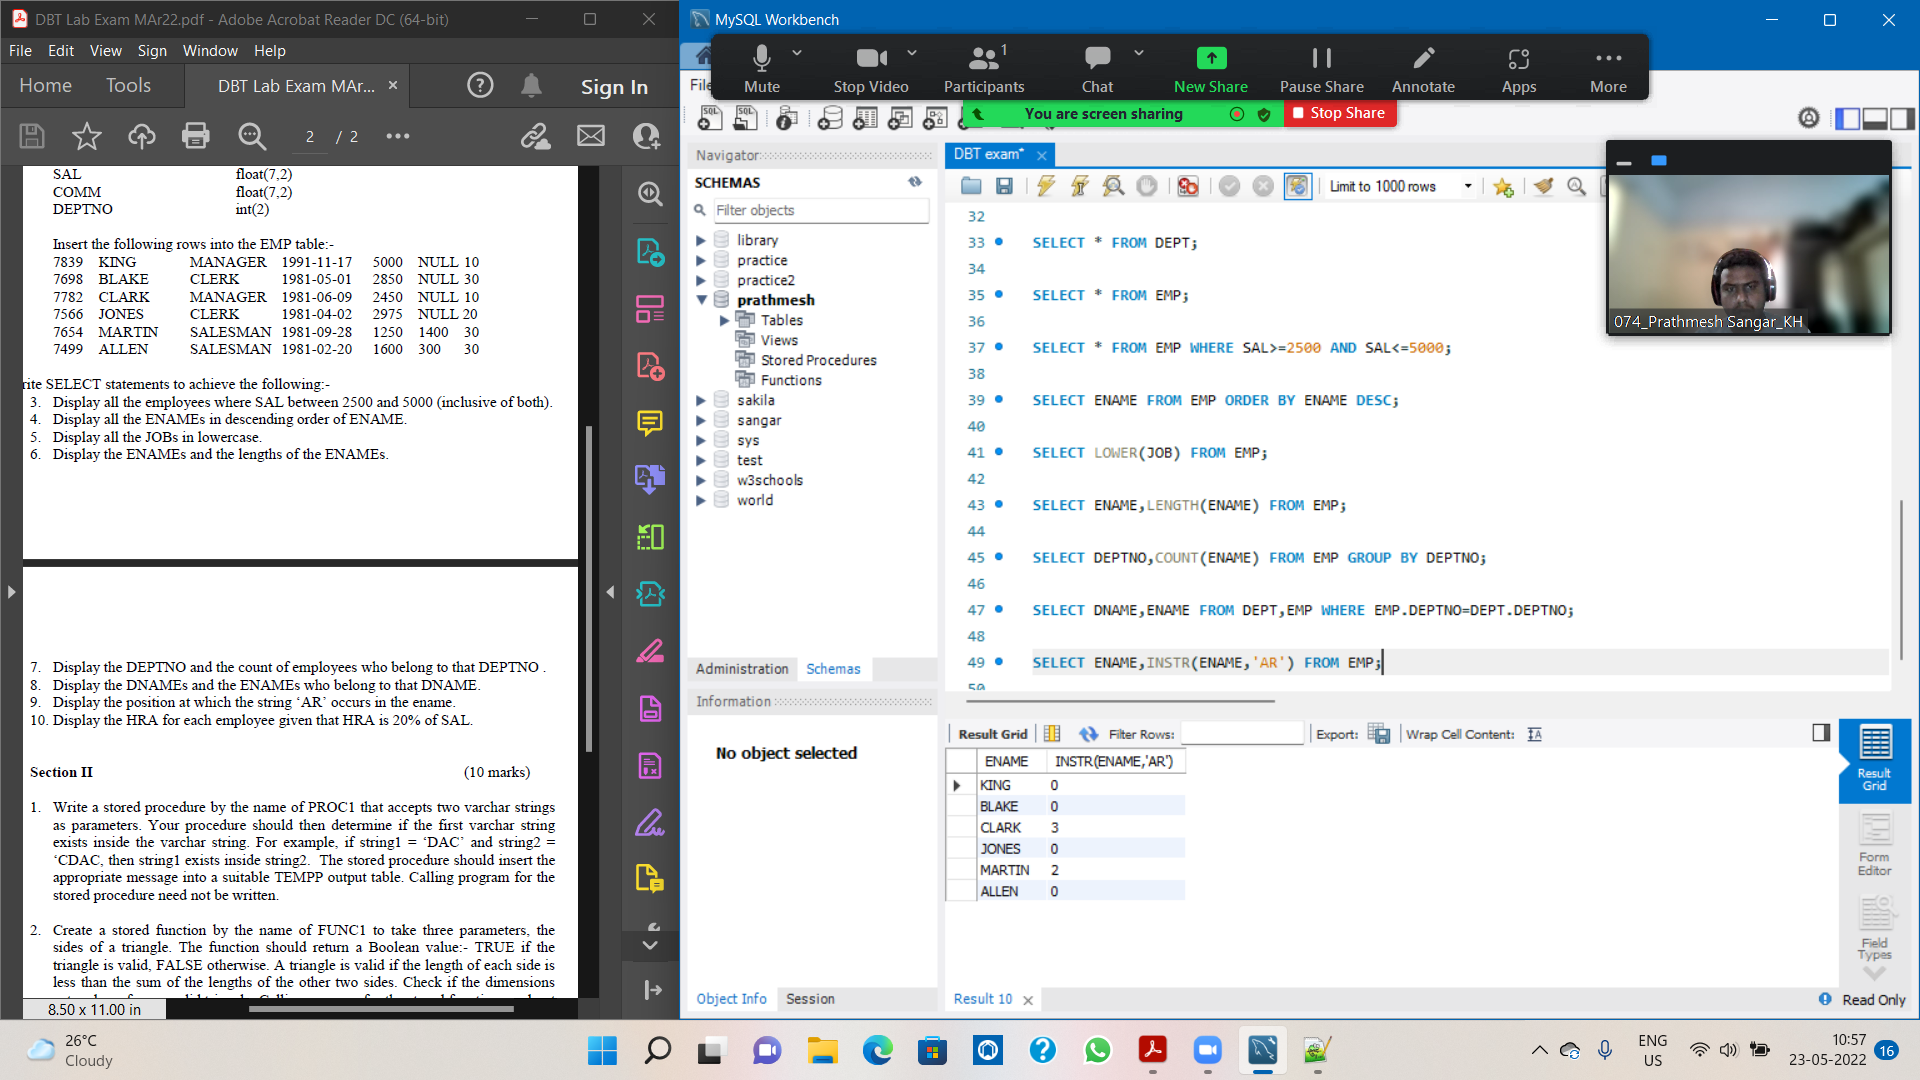 DBT Lab Exam MAr22.pdf - Adobe Acrobat Reader DC (64-bit)
File Edit View Sign Window Help
Home Tools DBT Lab Exam MAr... × Sign In
2 / 2
SAL float(7,2)
COMM float(7,2)
DEPTNO int(2)
Insert the following rows into the EMP table:-
7839 KING MANAGER 1991-11-17 5000 NULL 10
7698 BLAKE CLERK 1981-05-01 2850 NULL 30
7782 CLARK MANAGER 1981-06-09 2450 NULL 10
7566 JONES CLERK 1981-04-02 2975 NULL 20
7654 MARTIN SALESMAN 1981-09-28 1250 1400 30
7499 ALLEN SALESMAN 1981-02-20 1600 300 30
rite SELECT statements to achieve the following:-
3. Display all the employees where SAL between 2500 and 5000 (inclusive of both).
4. Display all the ENAMEs in descending order of ENAME.
5. Display all the JOBs in lowercase.
6. Display the ENAMEs and the lengths of the ENAMEs.
7. Display the DEPTNO and the count of employees who belong to that DEPTNO .
8. Display the DNAMEs and the ENAMEs who belong to that DNAME.
9. Display the position at which the string ‘AR’ occurs in the ename.
10. Display the HRA for each employee given that HRA is 20% of SAL.
Section II (10 marks)
1. Write a stored procedure by the name of PROC1 that accepts two varchar strings
as parameters. Your procedure should then determine if the first varchar string
exists inside the varchar string. For example, if string1 = ‘DAC’ and string2 =
‘CDAC, then string1 exists inside string2. The stored procedure should insert the
appropriate message into a suitable TEMPP output table. Calling program for the
stored procedure need not be written.
2. Create a stored function by the name of FUNC1 to take three parameters, the
sides of a triangle. The function should return a Boolean value:- TRUE if the
triangle is valid, FALSE otherwise. A triangle is valid if the length of each side is
less than the sum of the lengths of the other two sides. Check if the dimensions
8.50 x 11.00 in
MySQL Workbench
File
Mute Stop Video Participants 1 Chat New Share Pause Share Annotate Apps More
You are screen sharing Stop Share
Navigator
SCHEMAS
Filter objects
library
practice
practice2
prathmesh
Tables
Views
Stored Procedures
Functions
sakila
sangar
sys
test
w3schools
world
Administration Schemas
Information
No object selected
Object Info Session
DBT exam* ×
Limit to 1000 rows
32
33 SELECT * FROM DEPT;
34
35 SELECT * FROM EMP;
36
37 SELECT * FROM EMP WHERE SAL>=2500 AND SAL<=5000;
38
39 SELECT ENAME FROM EMP ORDER BY ENAME DESC;
40
41 SELECT LOWER(JOB) FROM EMP;
42
43 SELECT ENAME,LENGTH(ENAME) FROM EMP;
44
45 SELECT DEPTNO,COUNT(ENAME) FROM EMP GROUP BY DEPTNO;
46
47 SELECT DNAME,ENAME FROM DEPT,EMP WHERE EMP.DEPTNO=DEPT.DEPTNO;
48
49 SELECT ENAME,INSTR(ENAME,'AR') FROM EMP;
50
074_Prathmesh Sangar_KH
Result Grid Filter Rows: Export: Wrap Cell Content:
ENAME INSTR(ENAME,'AR')
KING 0
BLAKE 0
CLARK 3
JONES 0
MARTIN 2
ALLEN 0
Result Grid
Form Editor
Field Types
Result 10 × Read Only
26°C
Cloudy
ENG
US
10:57
23-05-2022
16